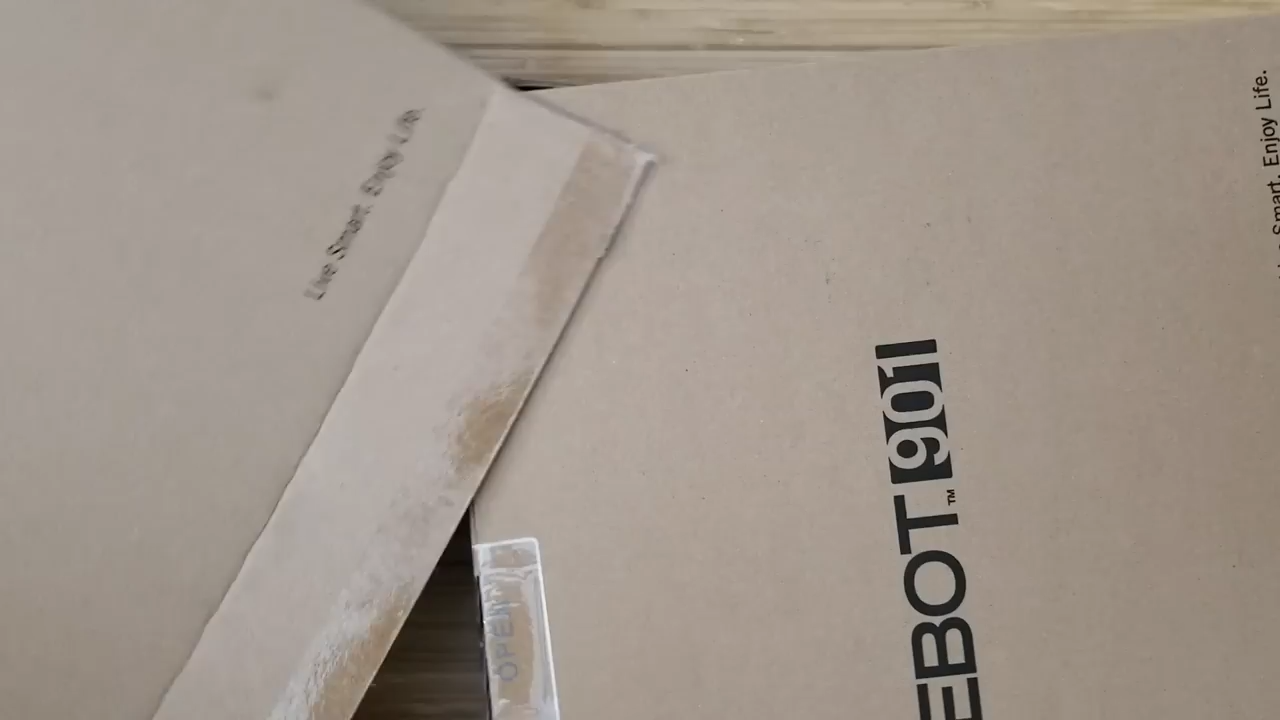 Live Smart. Enjoy Life.
EBOT™ 901
Smart. Enjoy Life.
OPEN